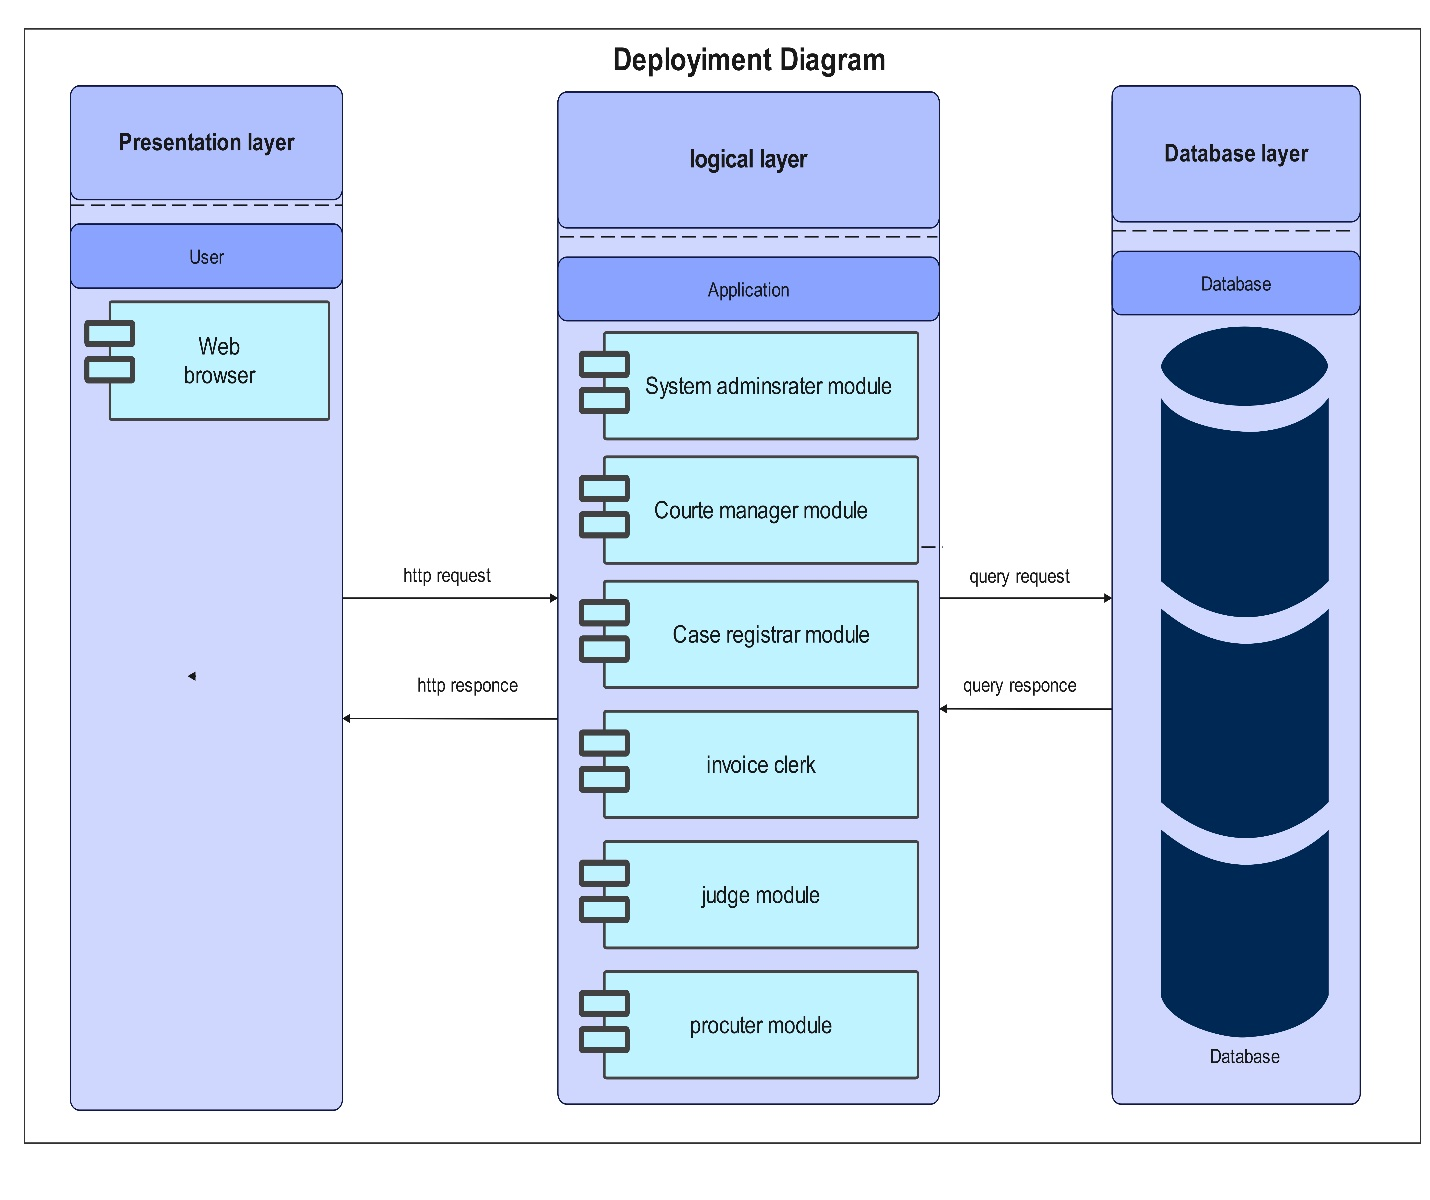 Deployiment Diagram
Presentation layer
User
Web
browser
http request
http responce
logical layer
Application
System adminsrater module
Courte manager module
Case registrar module
invoice clerk
judge module
procuter module
query request
query responce
Database layer
Database
Database